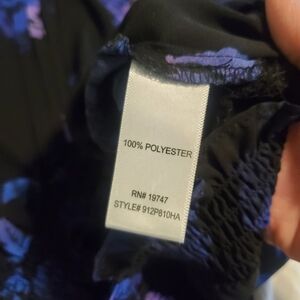 100% POLYESTER
RN# 19747
STYLE# 912P810HA